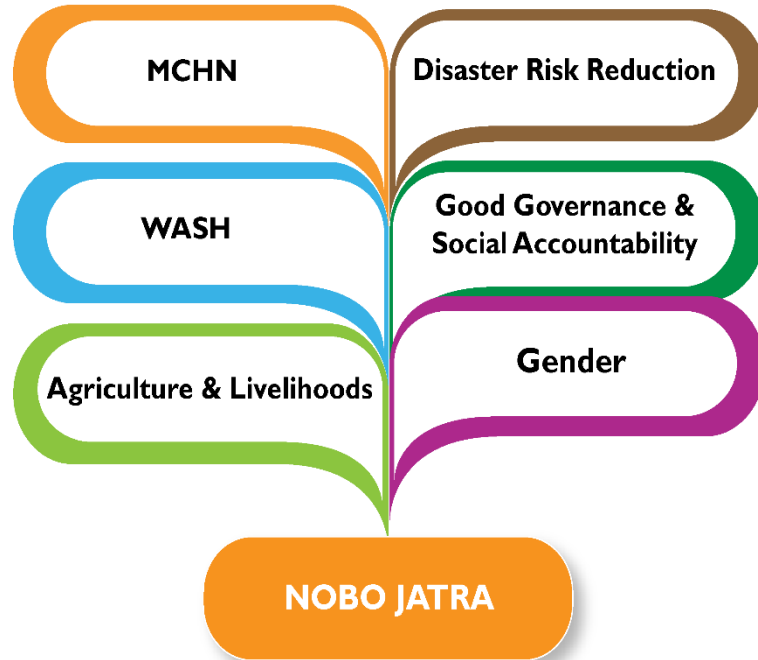 MCHN
Disaster Risk Reduction
WASH
Good Governance &
Social Accountability
Agriculture & Livelihoods
Gender
NOBO JATRA